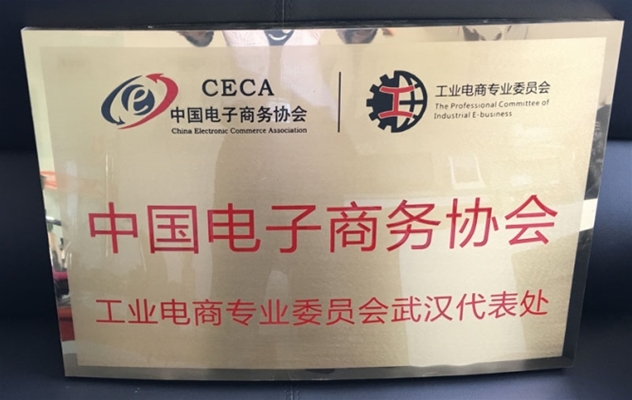 CECA
中国电子商务协会
China Electronic Commerce Association
工业电商专业委员会
The Professional Committee of
Industrial E-business
中国电子商务协会
工业电商专业委员会武汉代表处